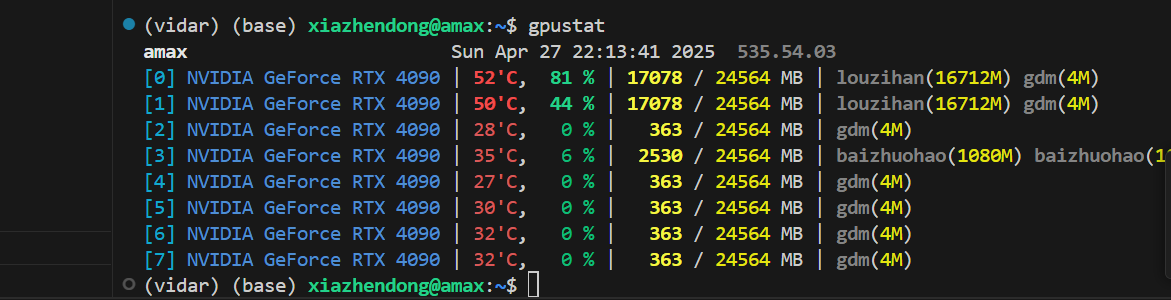 (vidar) (base) xiazhendong@amax:~$ gpustat
amax                        Sun Apr 27 22:13:41 2025  535.54.03
[0] NVIDIA GeForce RTX 4090 | 52'C,  81 % | 17078 / 24564 MB | louzihan(16712M) gdm(4M)
[1] NVIDIA GeForce RTX 4090 | 50'C,  44 % | 17078 / 24564 MB | louzihan(16712M) gdm(4M)
[2] NVIDIA GeForce RTX 4090 | 28'C,   0 % |   363 / 24564 MB | gdm(4M)
[3] NVIDIA GeForce RTX 4090 | 35'C,   6 % |  2530 / 24564 MB | baizhuohao(1080M) baizhuohao(
[4] NVIDIA GeForce RTX 4090 | 27'C,   0 % |   363 / 24564 MB | gdm(4M)
[5] NVIDIA GeForce RTX 4090 | 30'C,   0 % |   363 / 24564 MB | gdm(4M)
[6] NVIDIA GeForce RTX 4090 | 32'C,   0 % |   363 / 24564 MB | gdm(4M)
[7] NVIDIA GeForce RTX 4090 | 32'C,   0 % |   363 / 24564 MB | gdm(4M)
(vidar) (base) xiazhendong@amax:~$